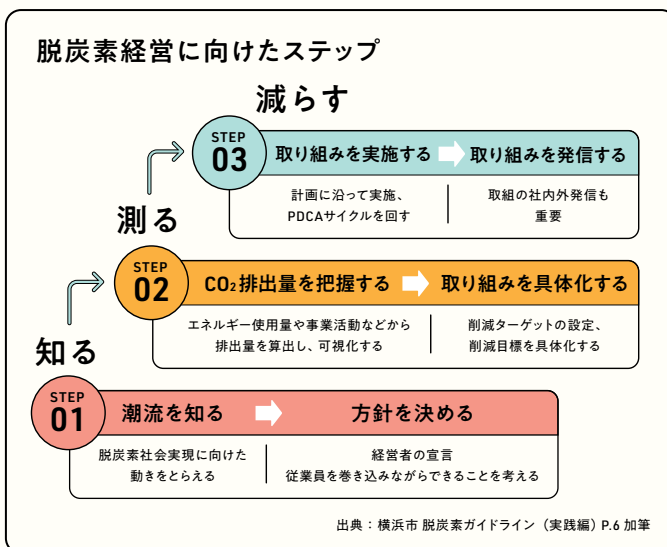 脱炭素経営に向けたステップ
減らす
STEP
03
取り組みを実施する
取り組みを発信する
計画に沿って実施、
PDCAサイクルを回す
取組の社内外発信も
重要
測る
STEP
02
CO₂排出量を把握する
取り組みを具体化する
エネルギー使用量や事業活動などから
排出量を算出し、可視化する
削減ターゲットの設定、
削減目標を具体化する
知る
STEP
01
潮流を知る
方針を決める
脱炭素社会実現に向けた
動きをとらえる
経営者の宣言
従業員を巻き込みながらできることを考える
出典：横浜市 脱炭素ガイドライン（実践編）P.6 加筆